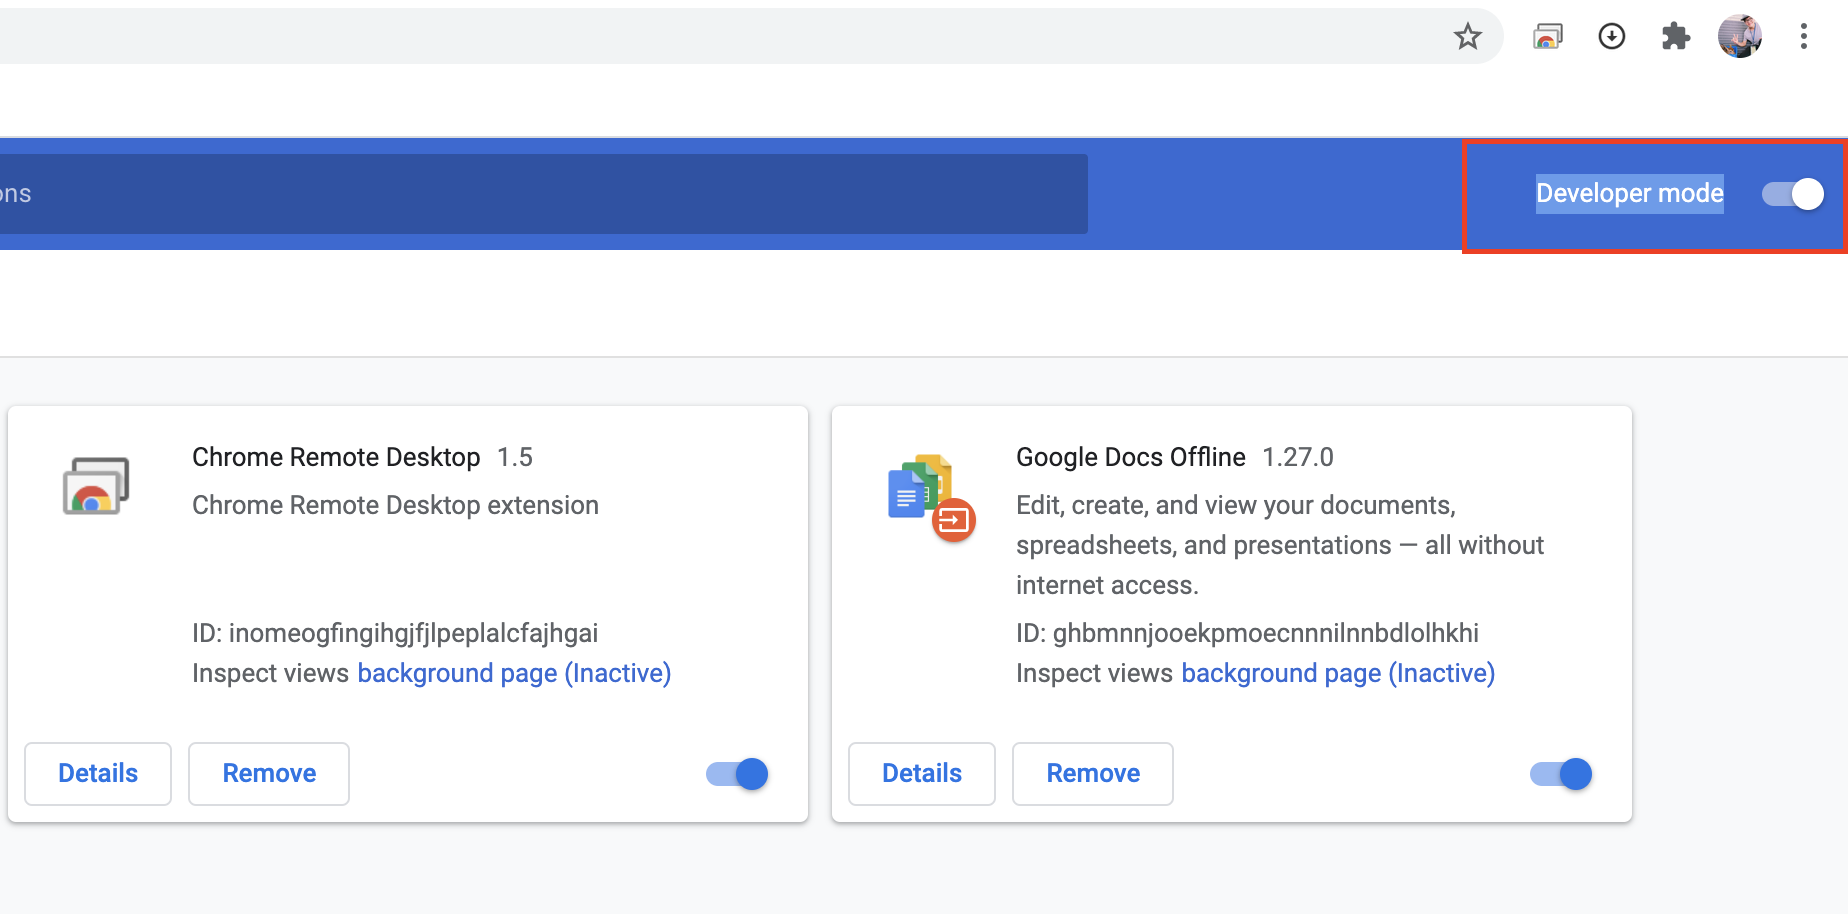 ons
Developer mode
Chrome Remote Desktop 1.5
Chrome Remote Desktop extension
ID: inomeogfingihgjfjlpeplalcfajhgai
Inspect views background page (Inactive)
Details Remove
Google Docs Offline 1.27.0
Edit, create, and view your documents,
spreadsheets, and presentations — all without
internet access.
ID: ghbmnnjooekpmoecnnnilnnbdlolhkhi
Inspect views background page (Inactive)
Details Remove